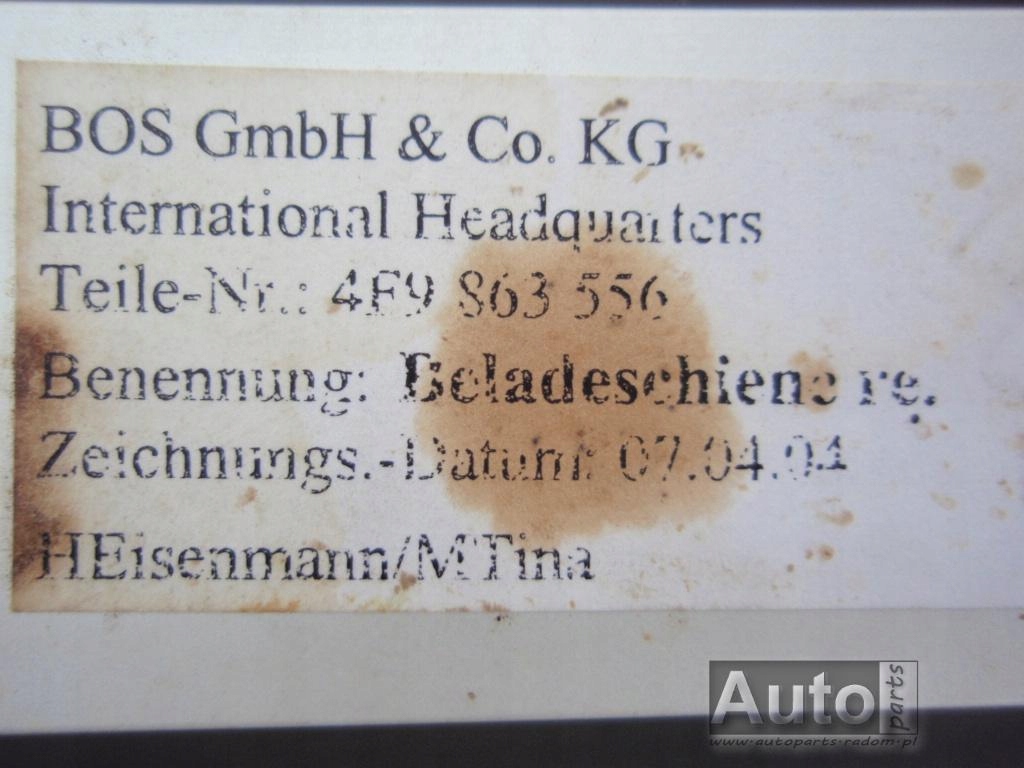 BOS GmbH & Co. KG
International Headquarters
Teile-Nr.: 4F9 863 556
Benennung: Beladeschiene re.
Zeichnungs.-Datum: 07.04.04
HEisenmann/MTina
Auto parts
www.autoparts-radom.pl